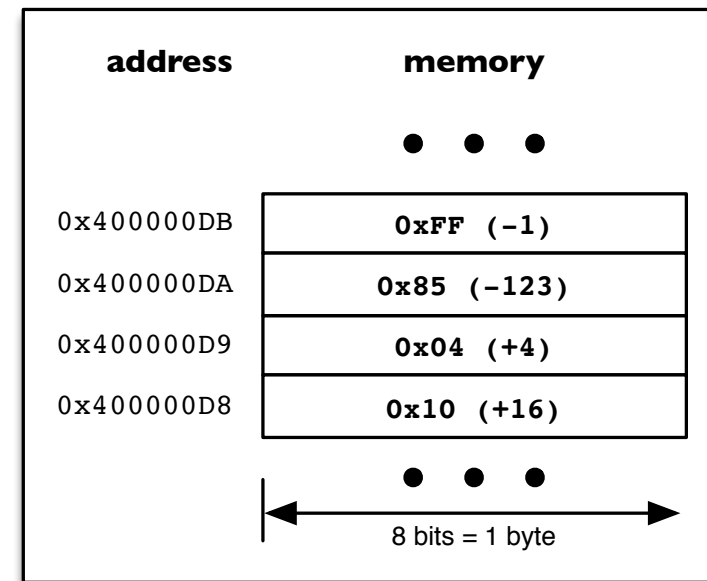 address memory
0x400000DB 0xFF (-1)
0x400000DA 0x85 (-123)
0x400000D9 0x04 (+4)
0x400000D8 0x10 (+16)
8 bits = 1 byte